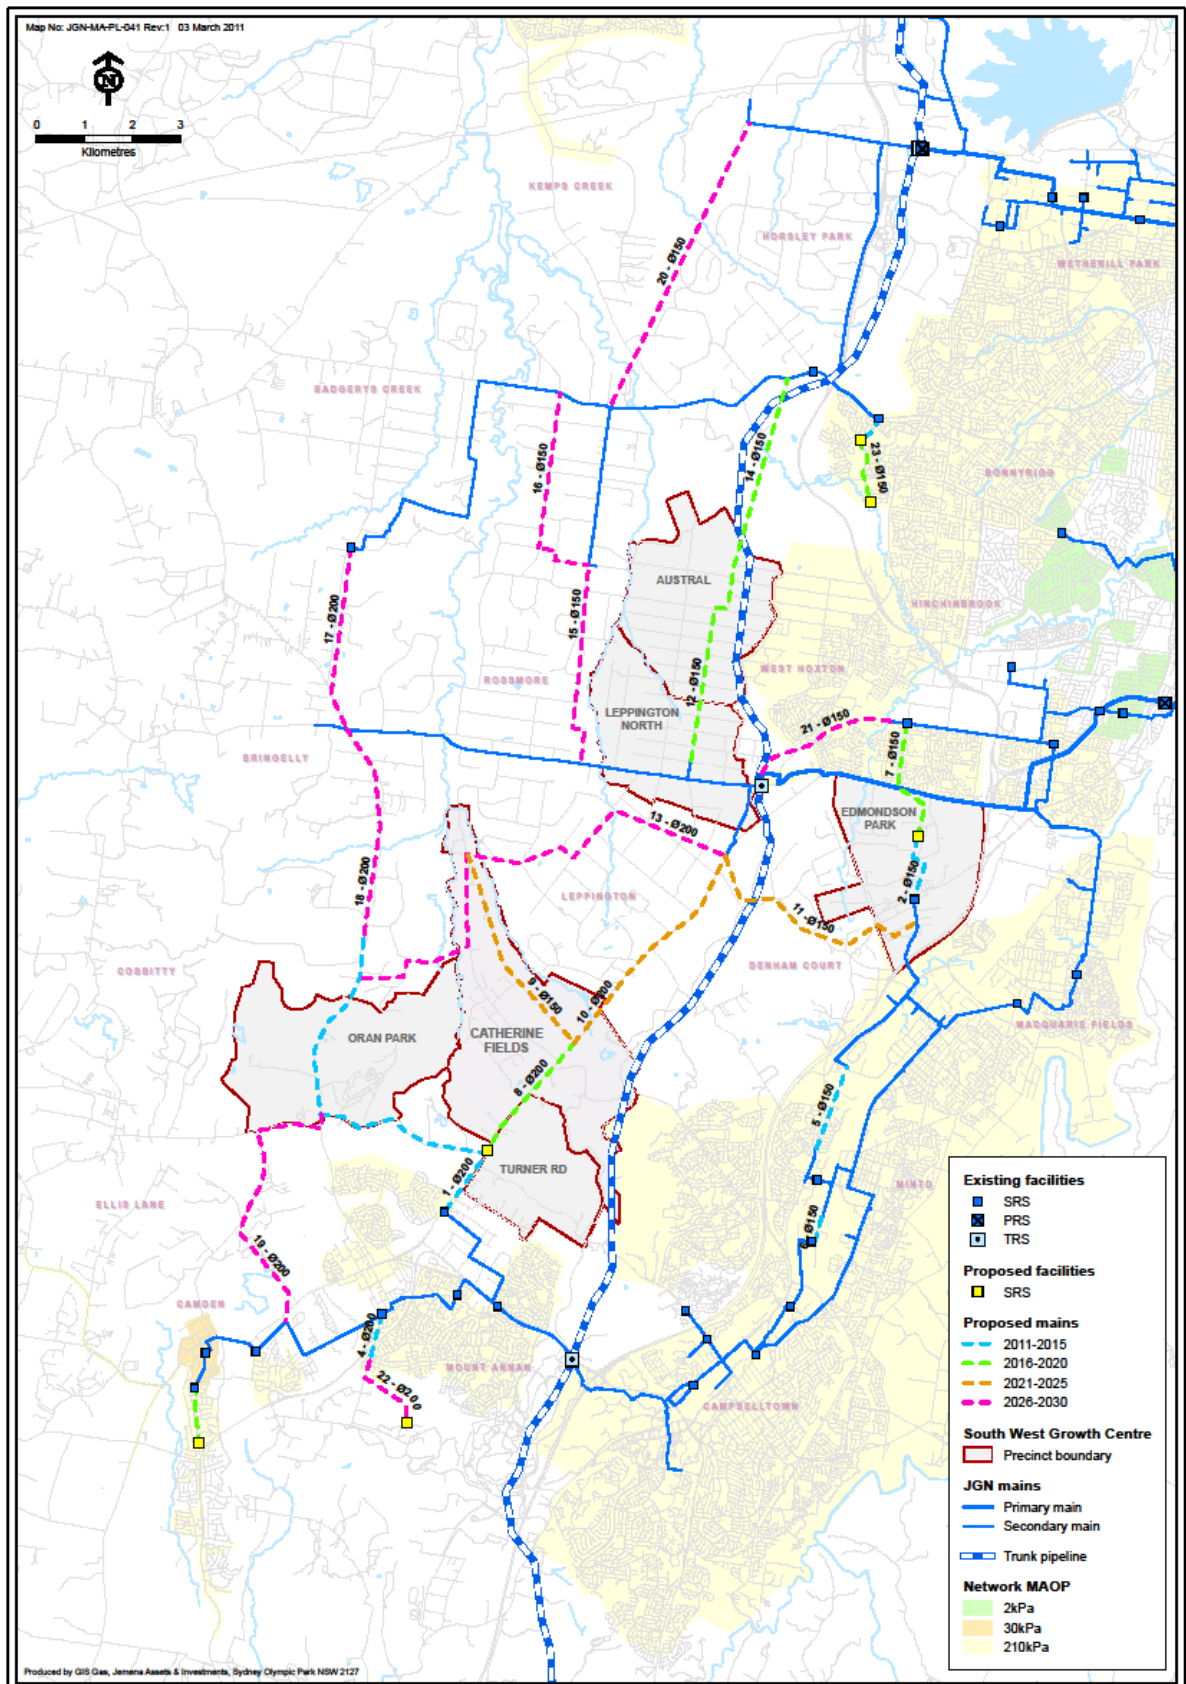 Map No: JGN-MA-PL-041 Rev:1   03 March 2011
N
0 1 2 3
Kilometres
KEMPS CREEK
HORSLEY PARK
WETHERILL PARK
20 - Ø150
BADGERYS CREEK
14 - Ø150
23 - Ø150
BONNYRIGG
16 - Ø150
AUSTRAL
HINCHINBROOK
17 - Ø200
15 - Ø150
WEST HOXTON
ROSSMORE
12 - Ø150
LEPPINGTON
NORTH
21 - Ø150
7 - Ø150
BRINGELLY
EDMONDSON
PARK
13 - Ø200
18 - Ø200
2 - Ø150
LEPPINGTON
11 - Ø150
COBBITTY
DENHAM COURT
9 - Ø150
10 - Ø200
MACQUARIE FIELDS
ORAN PARK
CATHERINE
FIELDS
8 - Ø200
5 - Ø150
TURNER RD
1 - Ø200
MINTO
ELLIS LANE
6 - Ø150
19 - Ø200
CAMDEN
4 - Ø200
MOUNT ANNAN
22 - Ø200
CAMPBELLTOWN
Existing facilities
SRS
PRS
TRS
Proposed facilities
SRS
Proposed mains
2011-2015
2016-2020
2021-2025
2026-2030
South West Growth Centre
Precinct boundary
JGN mains
Primary main
Secondary main
Trunk pipeline
Network MAOP
2kPa
30kPa
210kPa
Produced by GIS Gas, Jemena Assets & Investments, Sydney Olympic Park NSW 2127